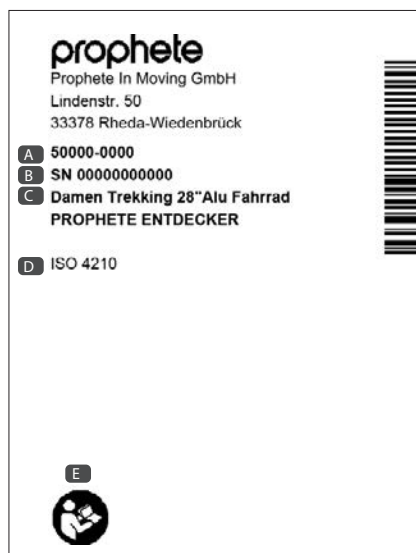 prophete
Prophete In Moving GmbH
Lindenstr. 50
33378 Rheda-Wiedenbrück
A 50000-0000
B SN 00000000000
C Damen Trekking 28"Alu Fahrrad
PROPHETE ENTDECKER
D ISO 4210
E